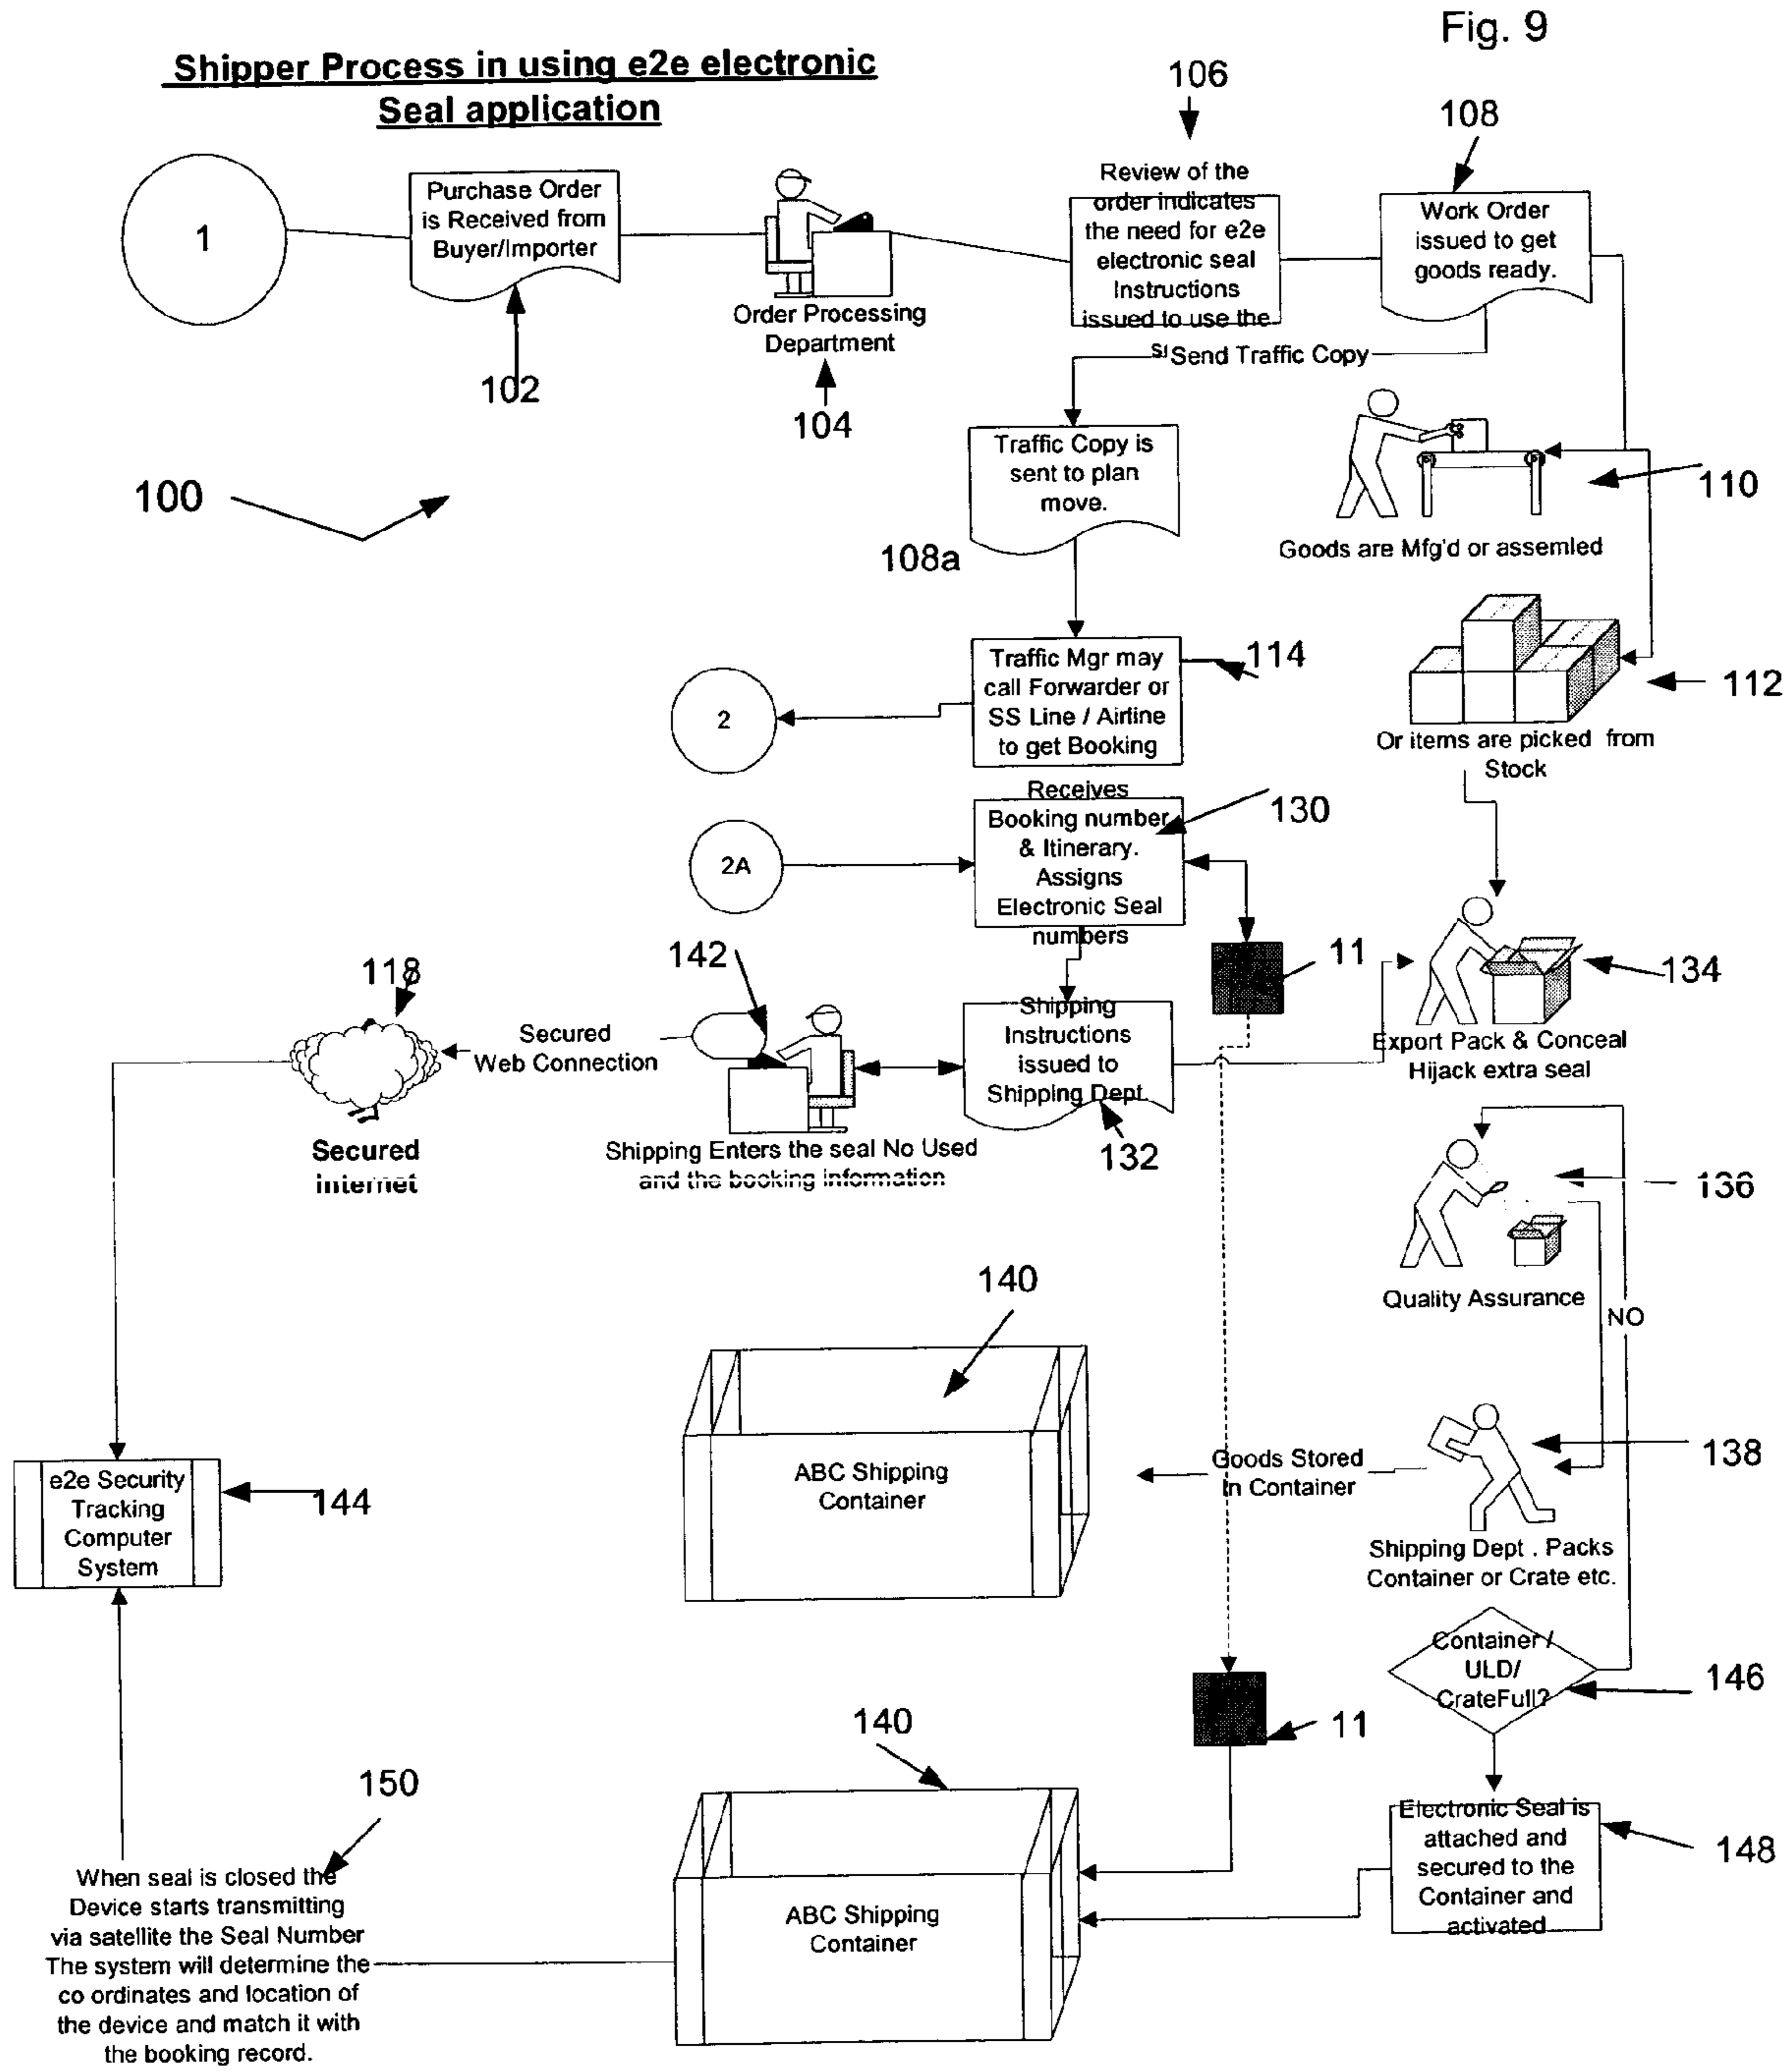 Fig. 9
Shipper Process in using e2e electronic
Seal application
106
108
1
Purchase Order
is Received from
Buyer/Importer
102
Order Processing
Department
104
Review of the
order indicates
the need for e2e
electronic seal
Instructions
issued to use the
Work Order
issued to get
goods ready.
Send Traffic Copy
100
Traffic Copy is
sent to plan
move.
108a
110
Goods are Mfg'd or assemled
Traffic Mgr may
call Forwarder or
SS Line / Airline
to get Booking
114
2
112
Or items are picked from
Stock
Receives
Booking number
& Itinerary.
Assigns
Electronic Seal
numbers
130
2A
11
134
Export Pack & Conceal
Hijack extra seal
118
Secured
internet
Secured
Web Connection
142
Shipping Enters the seal No Used
and the booking information
Shipping
Instructions
issued to
Shipping Dept.
132
136
Quality Assurance
NO
140
ABC Shipping
Container
Goods Stored
In Container
138
Shipping Dept . Packs
Container or Crate etc.
e2e Security
Tracking
Computer
System
144
Container /
ULD/
CrateFull?
146
11
140
ABC Shipping
Container
Electronic Seal is
attached and
secured to the
Container and
activated
148
150
When seal is closed the
Device starts transmitting
via satellite the Seal Number
The system will determine the
co ordinates and location of
the device and match it with
the booking record.